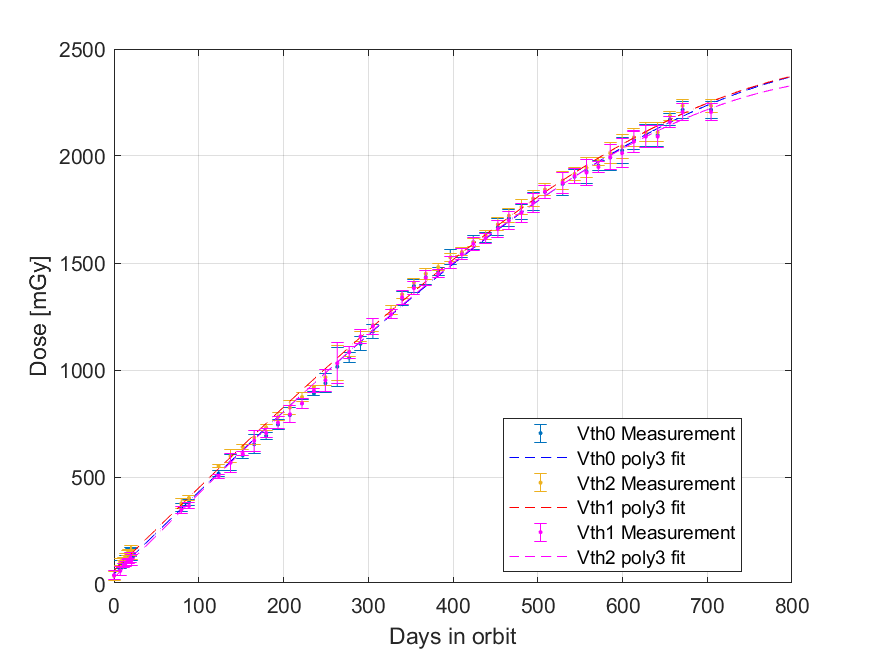 2500
2000
1500
1000
500
0
Dose [mGy]
Vth0 Measurement
Vth0 poly3 fit
Vth2 Measurement
Vth1 poly3 fit
Vth1 Measurement
Vth2 poly3 fit
0 100 200 300 400 500 600 700 800
Days in orbit